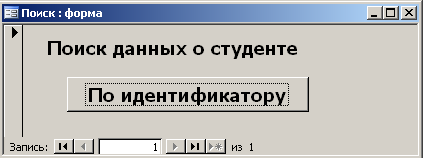 Поиск : форма
Поиск данных о студенте
По идентификатору
Запись: 1 из 1